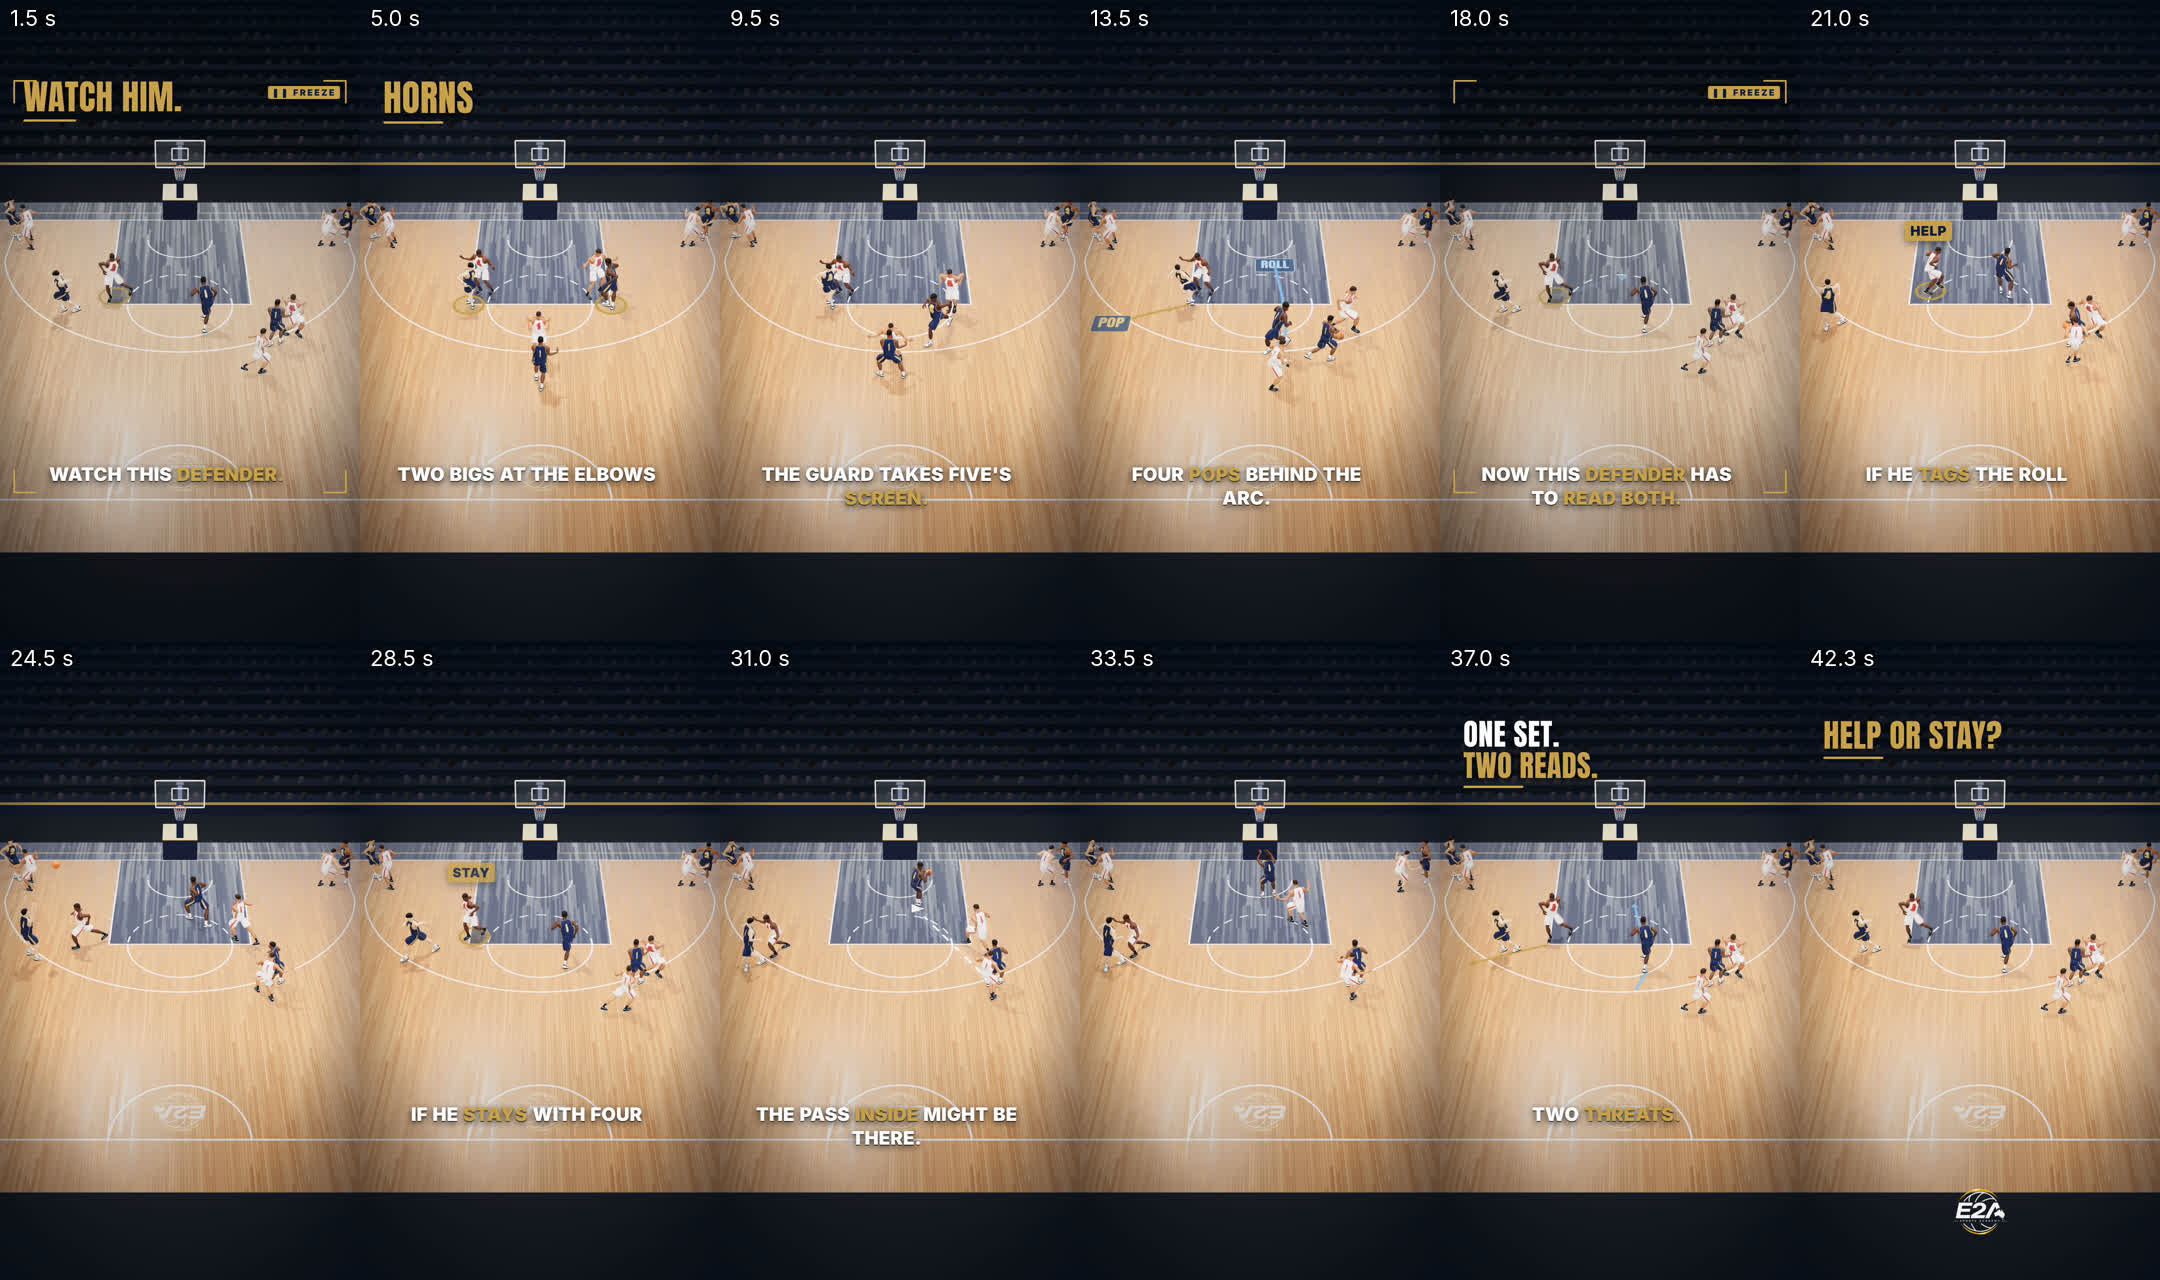 1.5 s
WATCH HIM.
FREEZE
WATCH THIS DEFENDER.
5.0 s
HORNS
TWO BIGS AT THE ELBOWS
9.5 s
THE GUARD TAKES FIVE'S
SCREEN.
13.5 s
ROLL
POP
FOUR POPS BEHIND THE
ARC.
18.0 s
FREEZE
NOW THIS DEFENDER HAS
TO READ BOTH.
21.0 s
HELP
IF HE TAGS THE ROLL
24.5 s
28.5 s
STAY
IF HE STAYS WITH FOUR
31.0 s
THE PASS INSIDE MIGHT BE
THERE.
33.5 s
37.0 s
ONE SET.
TWO READS.
TWO THREATS.
42.3 s
HELP OR STAY?
E2A